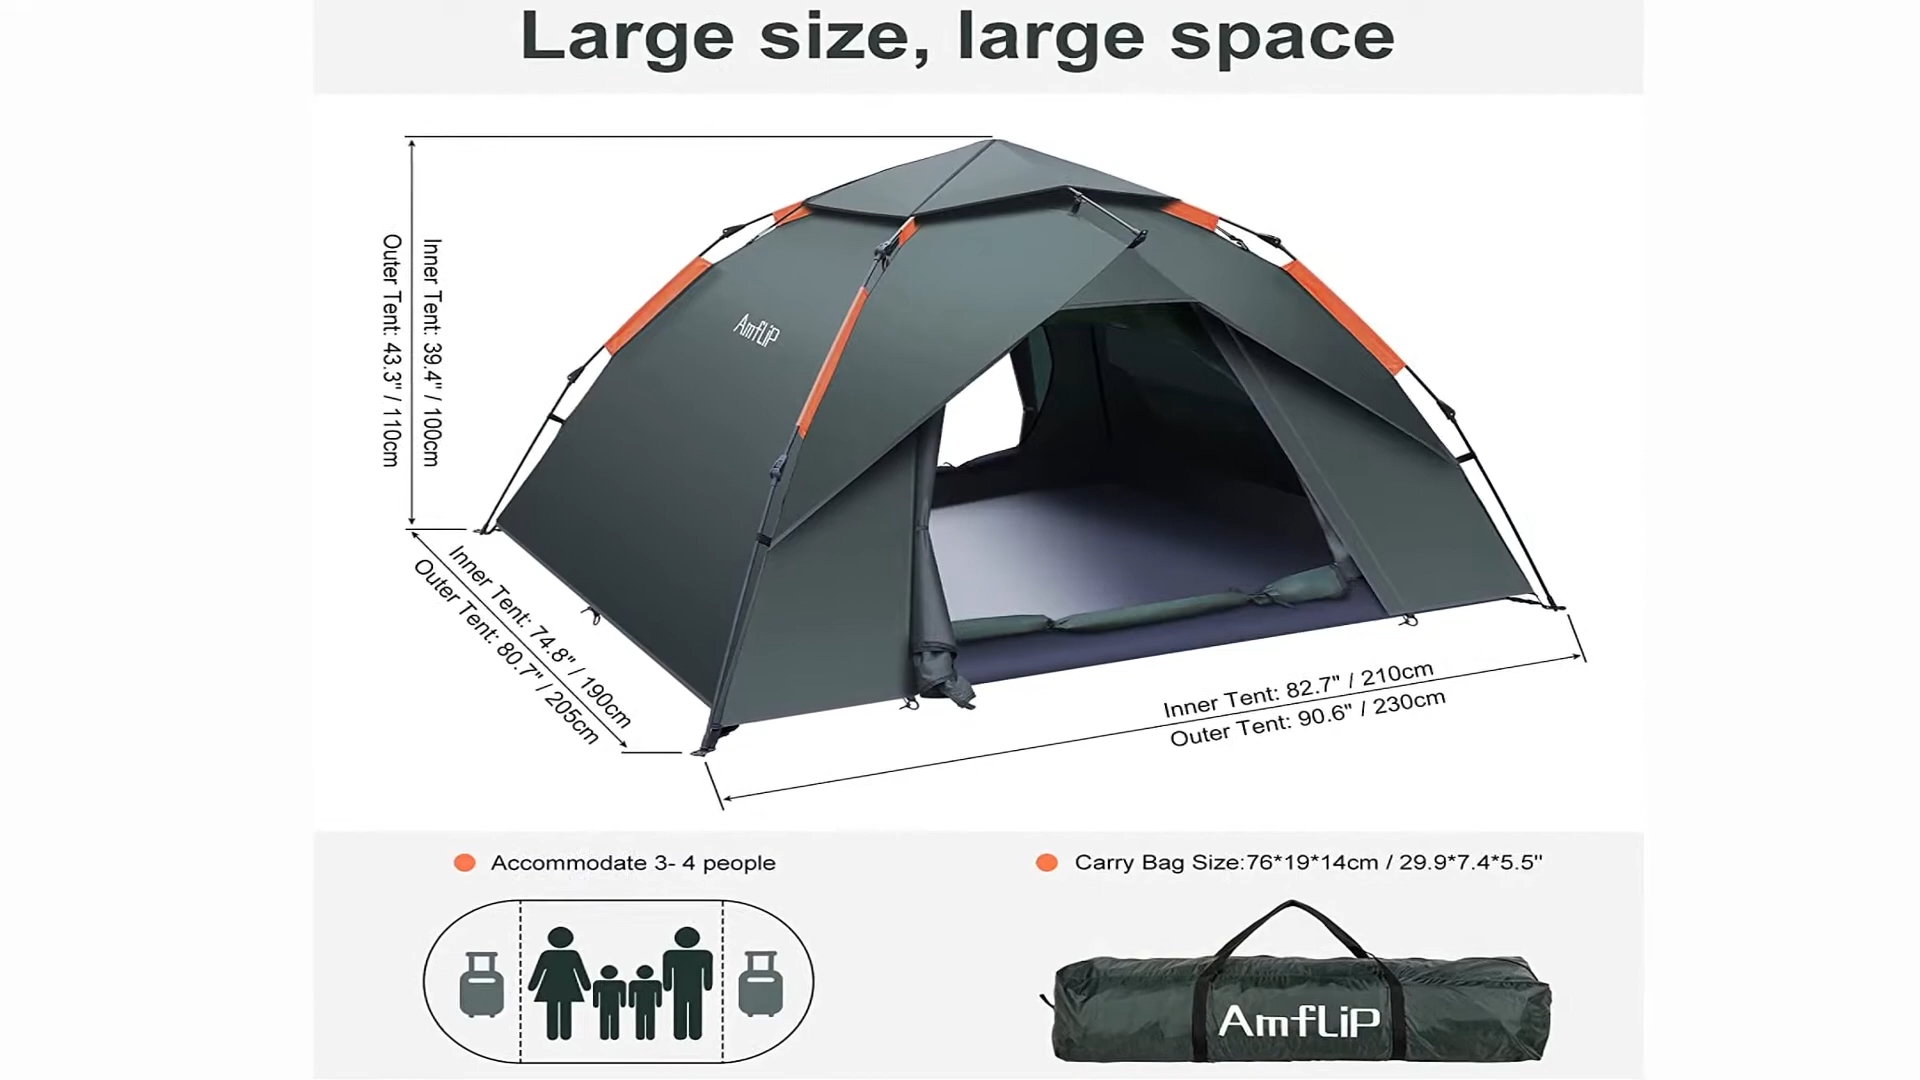 Large size, large space
Inner Tent: 39.4" / 100cm
Outer Tent: 43.3" / 110cm
AmfLiP
Inner Tent: 74.8" / 190cm
Outer Tent: 80.7" / 205cm
Inner Tent: 82.7" / 210cm
Outer Tent: 90.6" / 230cm
Accommodate 3- 4 people
Carry Bag Size:76*19*14cm / 29.9*7.4*5.5"
AmfLiP